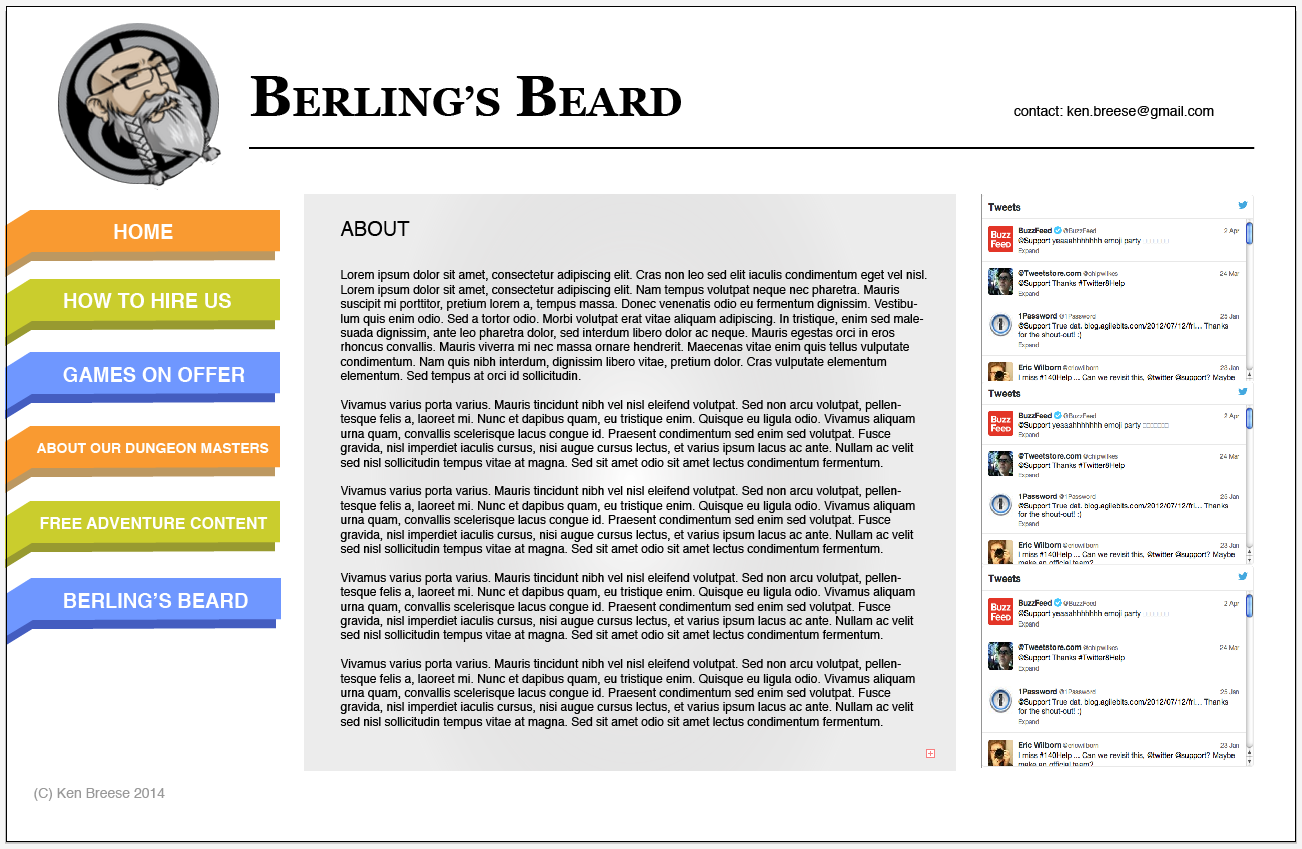 BERLING'S BEARD
contact: ken.breese@gmail.com
HOME
HOW TO HIRE US
GAMES ON OFFER
ABOUT OUR DUNGEON MASTERS
FREE ADVENTURE CONTENT
BERLING'S BEARD
ABOUT
Lorem ipsum dolor sit amet, consectetur adipiscing elit. Cras non leo sed elit iaculis condimentum eget vel nisl.
Lorem ipsum dolor sit amet, consectetur adipiscing elit. Nam tempus volutpat neque nec pharetra. Mauris
suscipit mi porttitor, pretium lorem a, tempus massa. Donec venenatis odio eu fermentum dignissim. Vestibu-
lum quis enim odio. Sed a tortor odio. Morbi volutpat erat vitae aliquam adipiscing. In tristique, enim sed male-
suada dignissim, ante leo pharetra dolor, sed interdum libero dolor ac neque. Mauris egestas orci in eros
rhoncus convallis. Mauris viverra mi nec massa ornare hendrerit. Maecenas vitae enim quis tellus vulputate
condimentum. Nam quis nibh interdum, dignissim libero vitae, pretium dolor. Cras vulputate elementum
elementum. Sed tempus at orci id sollicitudin.
Vivamus varius porta varius. Mauris tincidunt nibh vel nisl eleifend volutpat. Sed non arcu volutpat, pellen-
tesque felis a, laoreet mi. Nunc et dapibus quam, eu tristique enim. Quisque eu ligula odio. Vivamus aliquam
urna quam, convallis scelerisque lacus congue id. Praesent condimentum sed enim sed volutpat. Fusce
gravida, nisl imperdiet iaculis cursus, nisi augue cursus lectus, et varius ipsum lacus ac ante. Nullam ac velit
sed nisl sollicitudin tempus vitae at magna. Sed sit amet odio sit amet lectus condimentum fermentum.
Vivamus varius porta varius. Mauris tincidunt nibh vel nisl eleifend volutpat. Sed non arcu volutpat, pellen-
tesque felis a, laoreet mi. Nunc et dapibus quam, eu tristique enim. Quisque eu ligula odio. Vivamus aliquam
urna quam, convallis scelerisque lacus congue id. Praesent condimentum sed enim sed volutpat. Fusce
gravida, nisl imperdiet iaculis cursus, nisi augue cursus lectus, et varius ipsum lacus ac ante. Nullam ac velit
sed nisl sollicitudin tempus vitae at magna. Sed sit amet odio sit amet lectus condimentum fermentum.
Vivamus varius porta varius. Mauris tincidunt nibh vel nisl eleifend volutpat. Sed non arcu volutpat, pellen-
tesque felis a, laoreet mi. Nunc et dapibus quam, eu tristique enim. Quisque eu ligula odio. Vivamus aliquam
urna quam, convallis scelerisque lacus congue id. Praesent condimentum sed enim sed volutpat. Fusce
gravida, nisl imperdiet iaculis cursus, nisi augue cursus lectus, et varius ipsum lacus ac ante. Nullam ac velit
sed nisl sollicitudin tempus vitae at magna. Sed sit amet odio sit amet lectus condimentum fermentum.
Vivamus varius porta varius. Mauris tincidunt nibh vel nisl eleifend volutpat. Sed non arcu volutpat, pellen-
tesque felis a, laoreet mi. Nunc et dapibus quam, eu tristique enim. Quisque eu ligula odio. Vivamus aliquam
urna quam, convallis scelerisque lacus congue id. Praesent condimentum sed enim sed volutpat. Fusce
gravida, nisl imperdiet iaculis cursus, nisi augue cursus lectus, et varius ipsum lacus ac ante. Nullam ac velit
sed nisl sollicitudin tempus vitae at magna. Sed sit amet odio sit amet lectus condimentum fermentum.
Tweets
Buzz
Feed
BuzzFeed @BuzzFeed 2 Apr
@Support yeaaahhhhhhh emoji party
Expand
@Tweetstore.com @chipwilkes 24 Mar
@Support Thanks #Twitter8Help
Expand
1Password @1Password 25 Jan
@Support True dat. blog.agilebits.com/2012/07/12/fri... Thanks
for the shout-out! :)
Expand
Eric Wilborn @eriowilborn 23 Jan
I miss #140Help ... Can we revisit this, @twitter @support? Maybe
Tweets
Buzz
Feed
BuzzFeed @BuzzFeed 2 Apr
@Support yeaaahhhhhhh emoji party
Expand
@Tweetstore.com @chipwilkes 24 Mar
@Support Thanks #Twitter8Help
Expand
1Password @1Password 25 Jan
@Support True dat. blog.agilebits.com/2012/07/12/fri... Thanks
for the shout-out! :)
Expand
Eric Wilborn @eriowilborn 23 Jan
I miss #140Help ... Can we revisit this, @twitter @support? Maybe
make an official team?
Tweets
Buzz
Feed
BuzzFeed @BuzzFeed 2 Apr
@Support yeaaahhhhhhh emoji party
Expand
@Tweetstore.com @chipwilkes 24 Mar
@Support Thanks #Twitter8Help
Expand
1Password @1Password 25 Jan
@Support True dat. blog.agilebits.com/2012/07/12/fri... Thanks
for the shout-out! :)
Expand
Eric Wilborn @eriowilborn 23 Jan
I miss #140Help ... Can we revisit this, @twitter @support? Maybe
make an official team?
(C) Ken Breese 2014